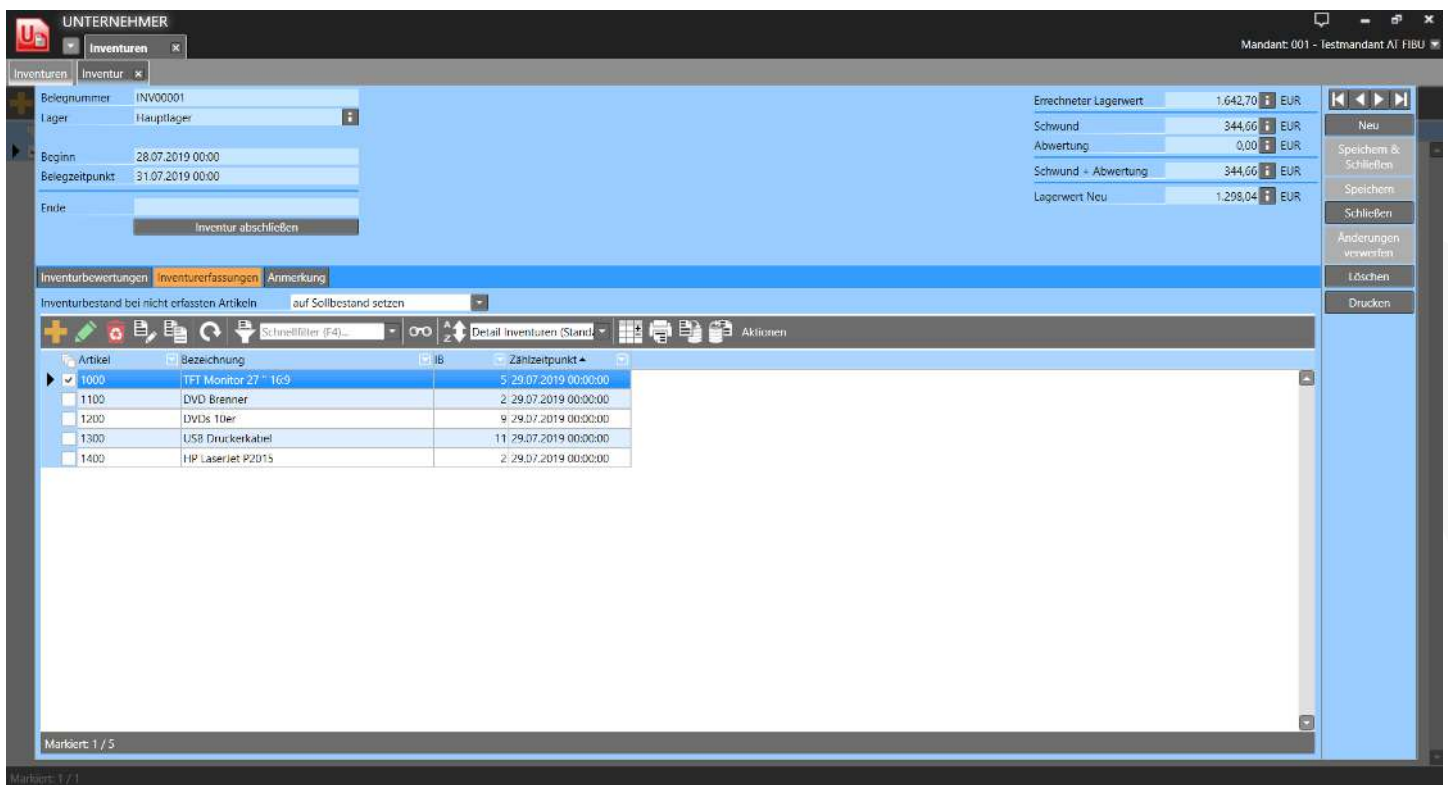 UNTERNEHMER
Inventuren
Mandant: 001 - Testmandant AT FIBU
Inventuren Inventur
Belegnummer INV00001
Lager Hauptlager
Beginn 28.07.2019 00:00
Belegzeitpunkt 31.07.2019 00:00
Ende
Inventur abschließen
Errechneter Lagerwert 1.642,70 EUR
Schwund 344,66 EUR
Abwertung 0,00 EUR
Schwund + Abwertung 344,66 EUR
Lagerwert Neu 1.298,04 EUR
Neu
Speichern &
Schließen
Speichern
Schließen
Änderungen
verwerfen
Löschen
Drucken
Inventurbewertungen Inventurerfassungen Anmerkung
Inventurbestand bei nicht erfassten Artikeln auf Sollbestand setzen
Schnellfilter (F4)... Detail Inventuren (Standa Aktionen
Artikel Bezeichnung IB Zählzeitpunkt
1000 TFT Monitor 27 " 16:9 5 29.07.2019 00:00:00
1100 DVD Brenner 2 29.07.2019 00:00:00
1200 DVDs 10er 9 29.07.2019 00:00:00
1300 USB Druckerkabel 11 29.07.2019 00:00:00
1400 HP LaserJet P2015 2 29.07.2019 00:00:00
Markiert: 1 / 5
Markiert: 1 / 1